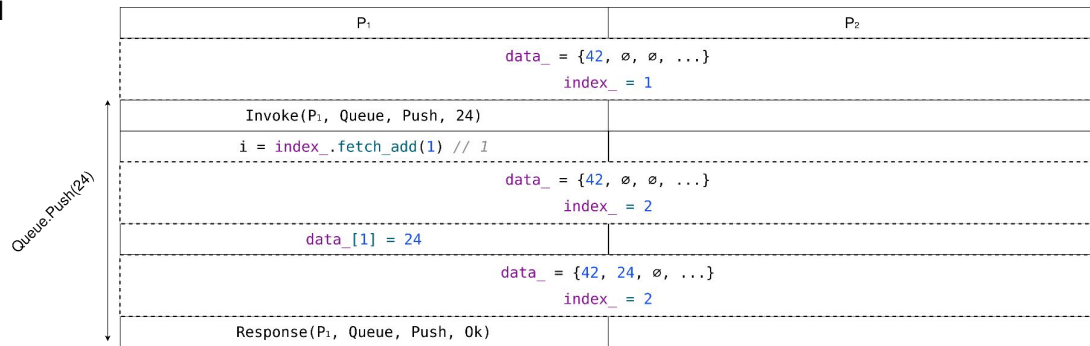 P₁ P₂
data_ = {42, ∅, ∅, ...}
index_ = 1
Invoke(P₁, Queue, Push, 24)
i = index_.fetch_add(1) // 1
data_ = {42, ∅, ∅, ...}
index_ = 2
Queue.Push(24)
data_[1] = 24
data_ = {42, 24, ∅, ...}
index_ = 2
Response(P₁, Queue, Push, Ok)